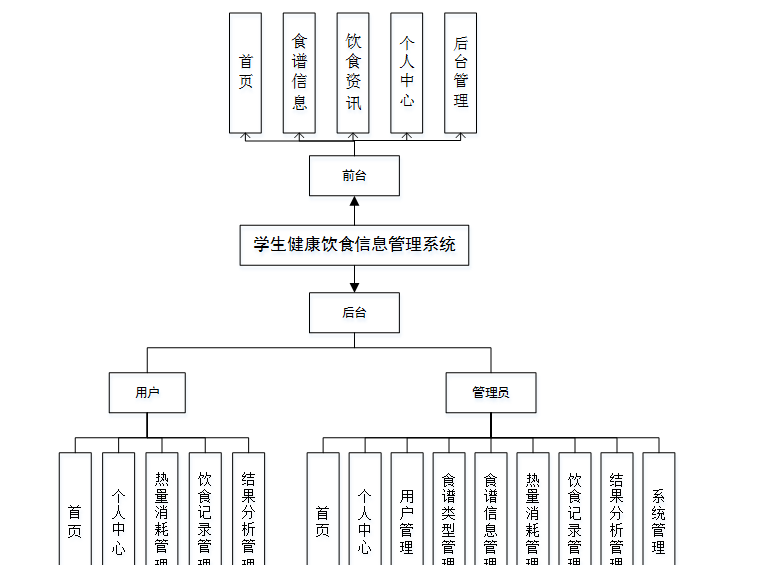 首页
食谱信息
饮食资讯
个人中心
后台管理
前台
学生健康饮食信息管理系统
后台
用户
管理员
首页
个人中心
热量消耗管理
饮食记录管理
结果分析管理
首页
个人中心
用户管理
食谱类型管理
食谱信息管理
热量消耗管理
饮食记录管理
结果分析管理
系统管理